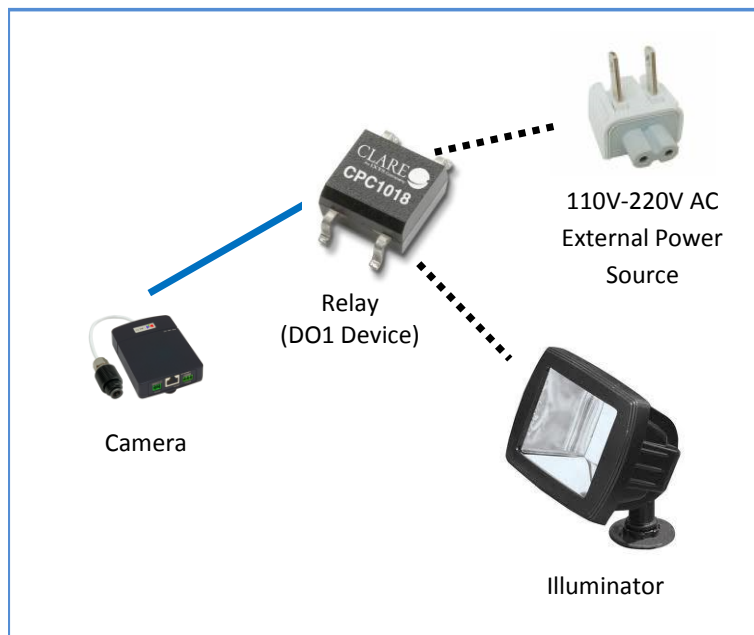 CLARE
CPC1018
110V-220V AC
External Power
Source
Relay
(DO1 Device)
Camera
Illuminator